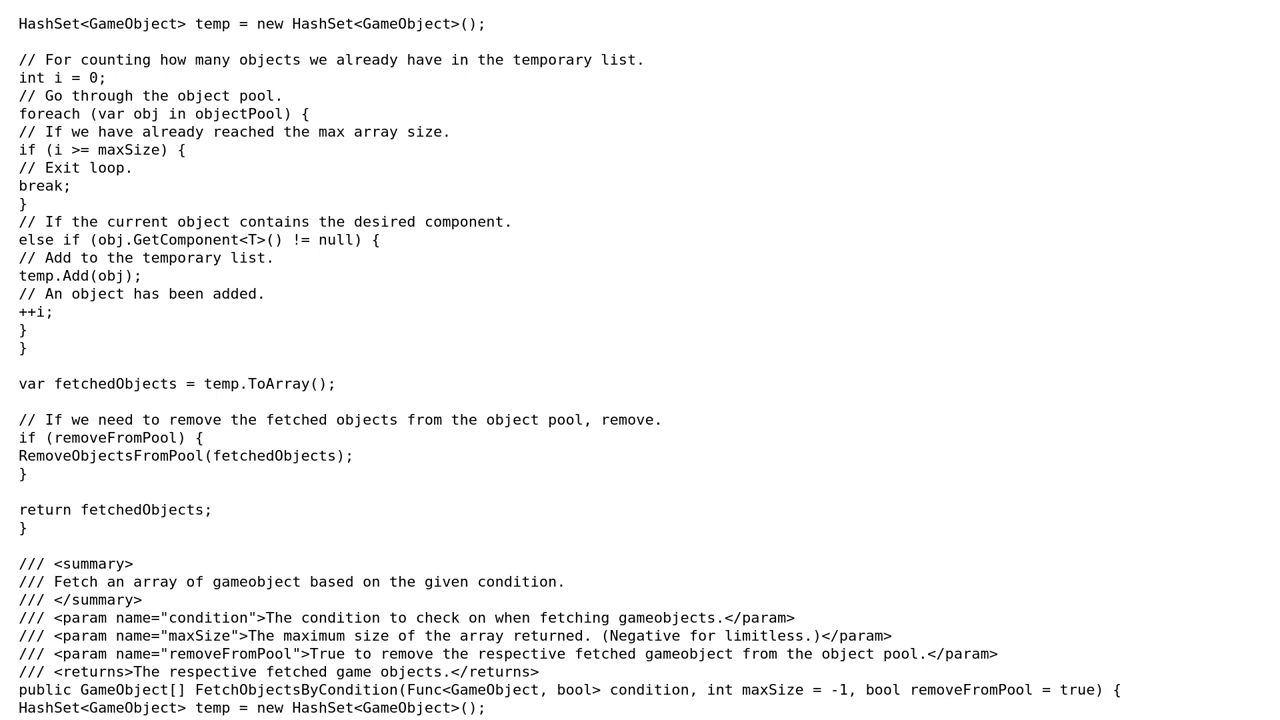 HashSet<GameObject> temp = new HashSet<GameObject>();

// For counting how many objects we already have in the temporary list.
int i = 0;
// Go through the object pool.
foreach (var obj in objectPool) {
// If we have already reached the max array size.
if (i >= maxSize) {
// Exit loop.
break;
}
// If the current object contains the desired component.
else if (obj.GetComponent<T>() != null) {
// Add to the temporary list.
temp.Add(obj);
// An object has been added.
++i;
}
}

var fetchedObjects = temp.ToArray();

// If we need to remove the fetched objects from the object pool, remove.
if (removeFromPool) {
RemoveObjectsFromPool(fetchedObjects);
}

return fetchedObjects;
}

/// <summary>
/// Fetch an array of gameobject based on the given condition.
/// </summary>
/// <param name="condition">The condition to check on when fetching gameobjects.</param>
/// <param name="maxSize">The maximum size of the array returned. (Negative for limitless.)</param>
/// <param name="removeFromPool">True to remove the respective fetched gameobject from the object pool.</param>
/// <returns>The respective fetched game objects.</returns>
public GameObject[] FetchObjectsByCondition(Func<GameObject, bool> condition, int maxSize = -1, bool removeFromPool = true) {
HashSet<GameObject> temp = new HashSet<GameObject>();